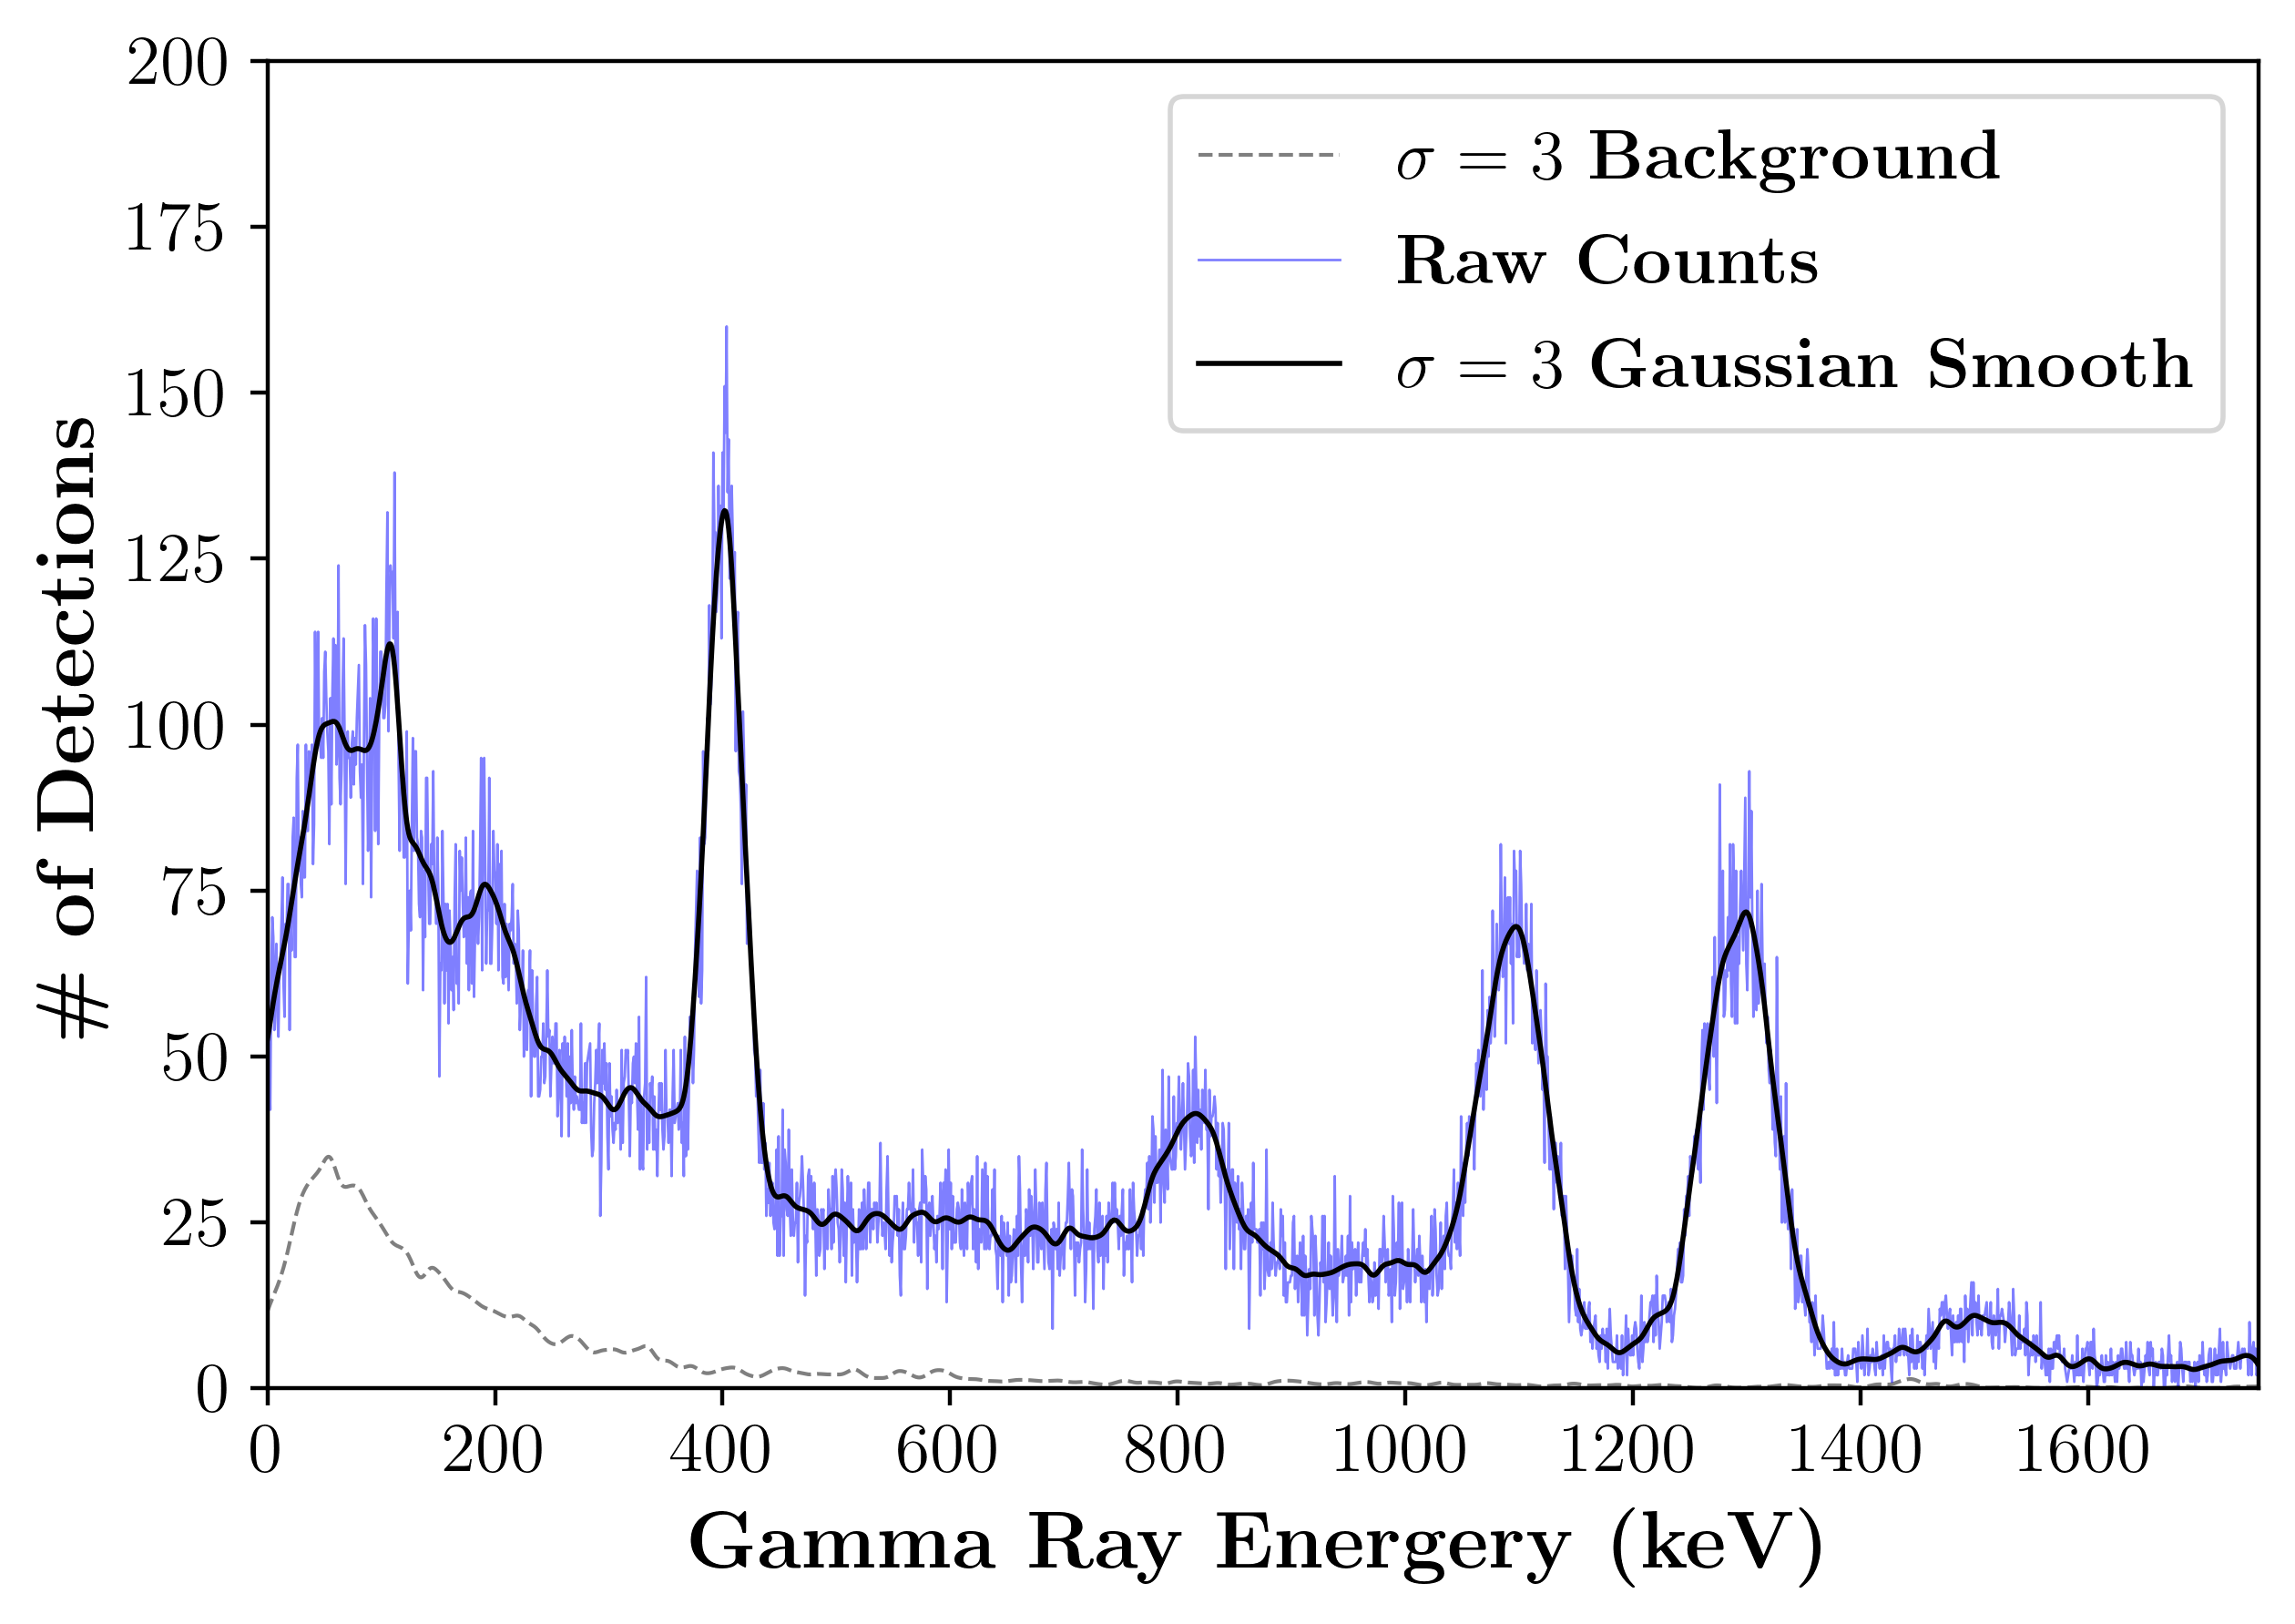 200
175
150
125
100
75
50
25
0
# of Detections
σ = 3 Background
Raw Counts
σ = 3 Gaussian Smooth
0 200 400 600 800 1000 1200 1400 1600
Gamma Ray Energery (keV)